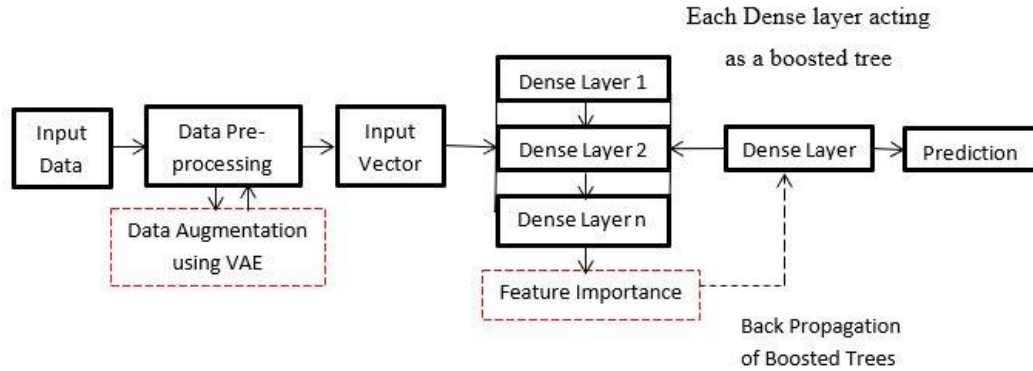 Each Dense layer acting
as a boosted tree
Input
Data
Data Pre-
processing
Data Augmentation
using VAE
Input
Vector
Dense Layer 1
Dense Layer 2
Dense Layer n
Feature Importance
Dense Layer
Prediction
Back Propagation
of Boosted Trees